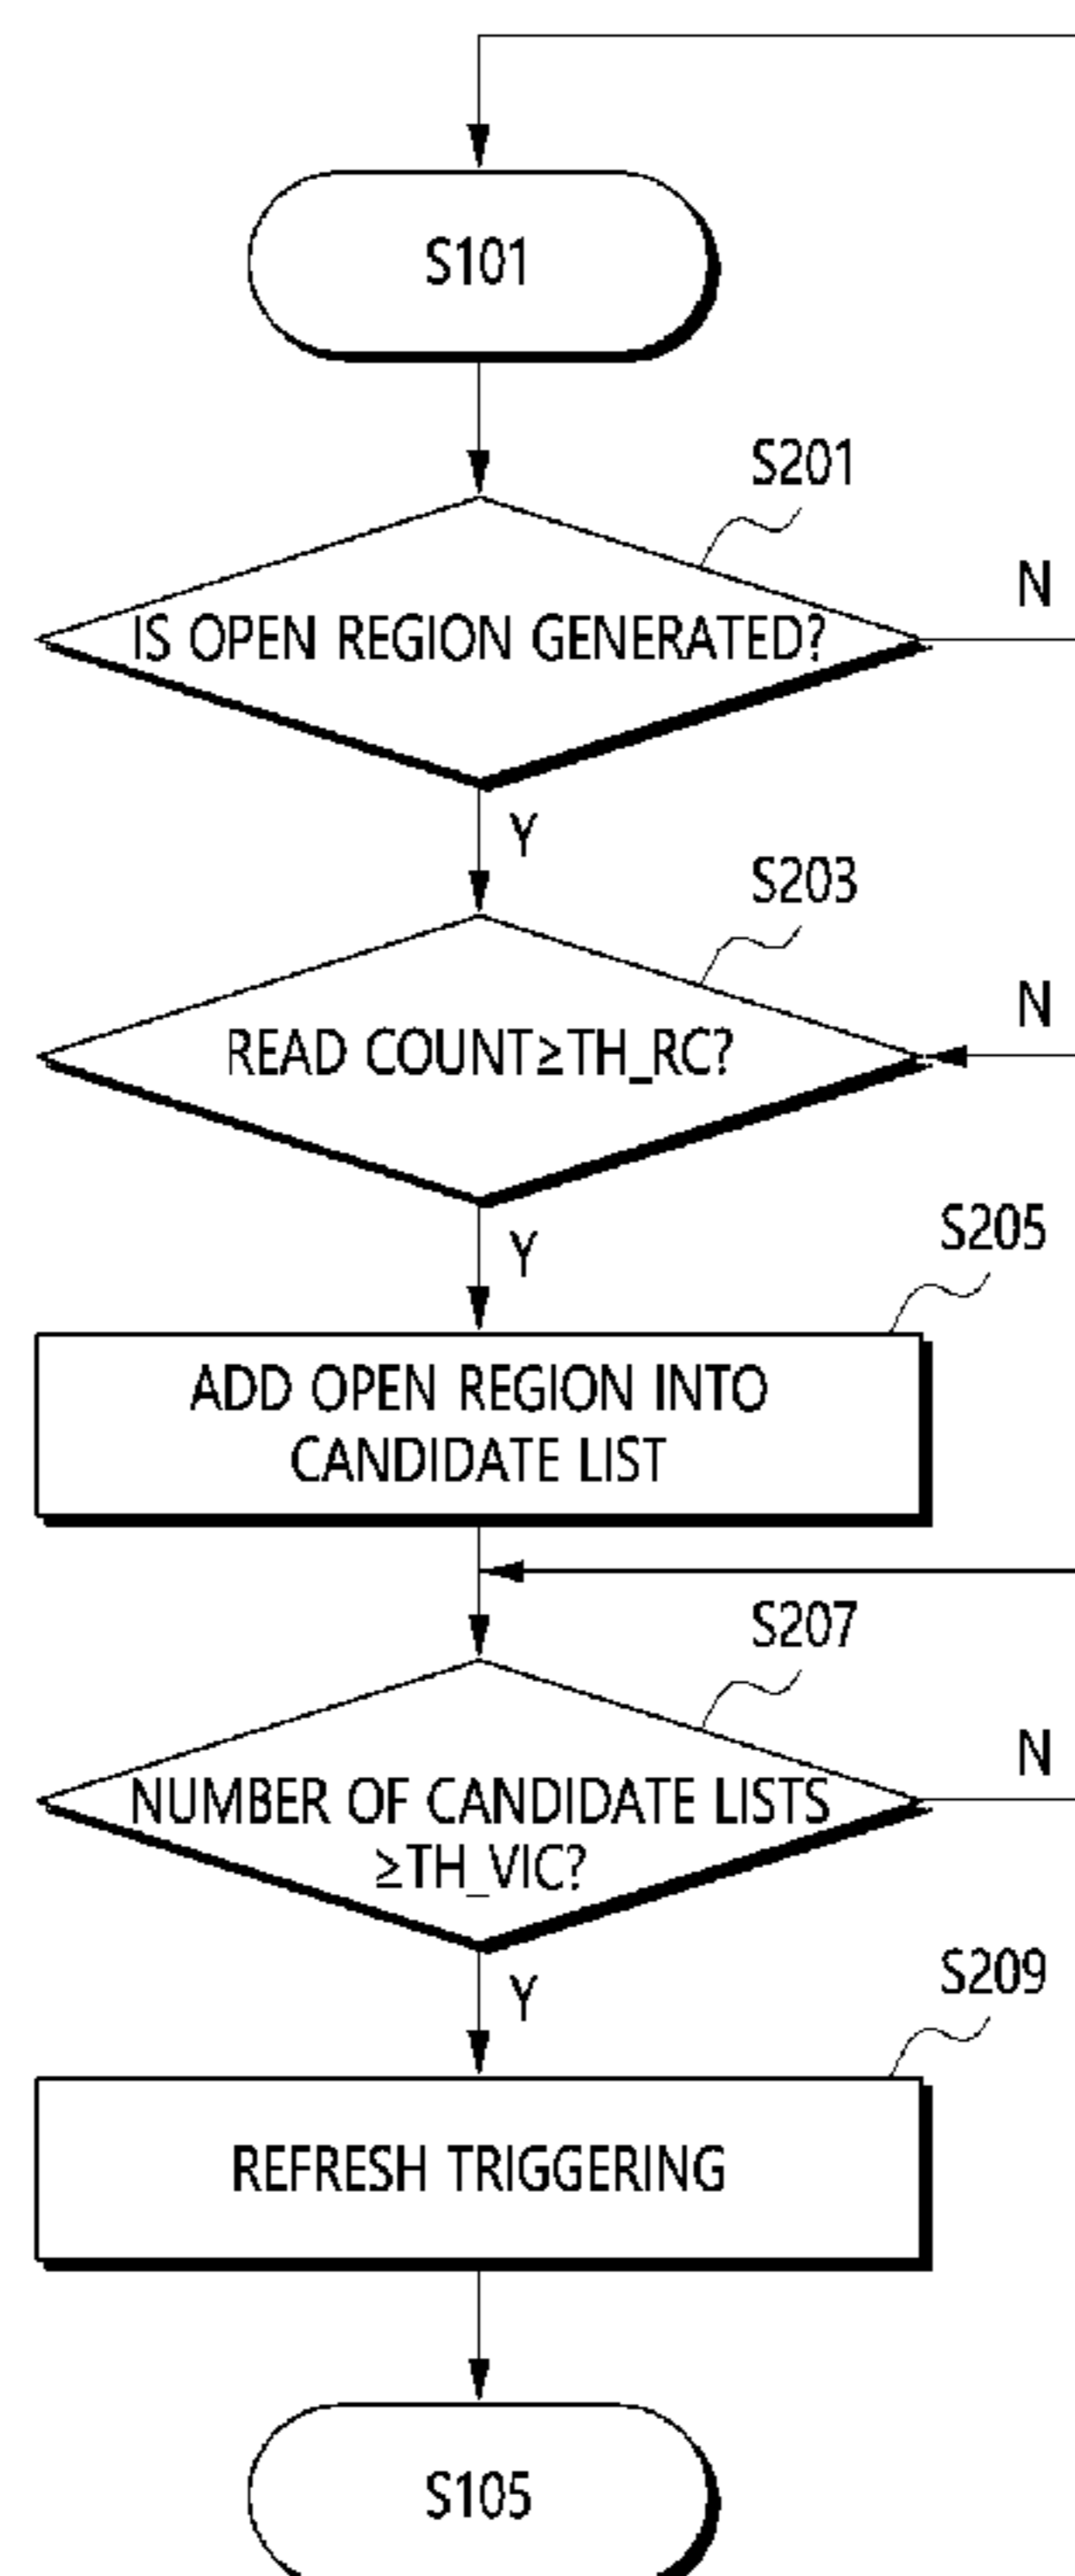 S101
S201
IS OPEN REGION GENERATED?
N
Y
S203
READ COUNT≥TH_RC?
N
Y
S205
ADD OPEN REGION INTO
CANDIDATE LIST
S207
NUMBER OF CANDIDATE LISTS
≥TH_VIC?
N
Y
S209
REFRESH TRIGGERING
S105